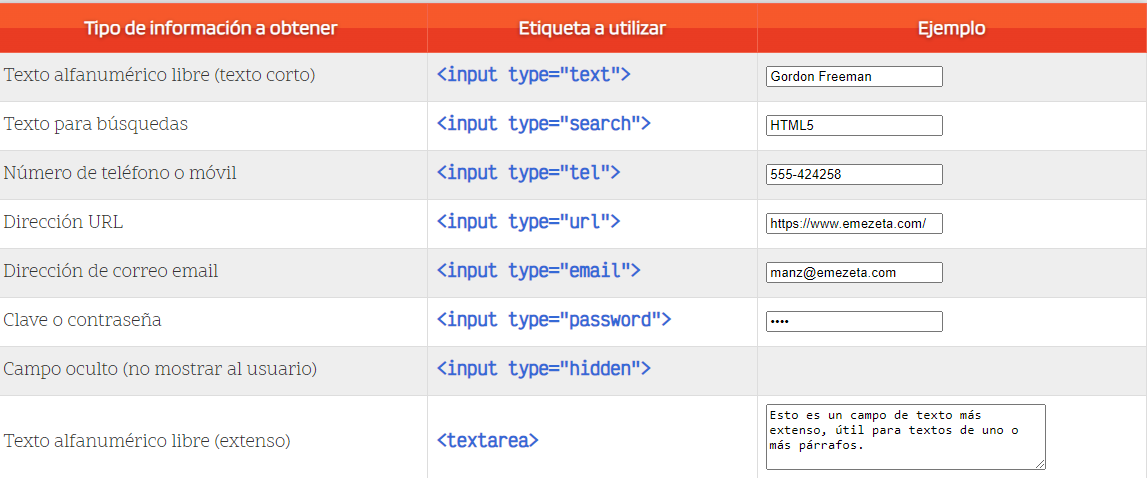 Tipo de información a obtener Etiqueta a utilizar Ejemplo
Texto alfanumérico libre (texto corto) <input type="text"> Gordon Freeman
Texto para búsquedas <input type="search"> HTML5
Número de teléfono o móvil <input type="tel"> 555-424258
Dirección URL <input type="url"> https://www.emezeta.com/
Dirección de correo email <input type="email"> manz@emezeta.com
Clave o contraseña <input type="password"> ••••
Campo oculto (no mostrar al usuario) <input type="hidden">
Texto alfanumérico libre (extenso) <textarea> Esto es un campo de texto más
extenso, útil para textos de uno o
más párrafos.